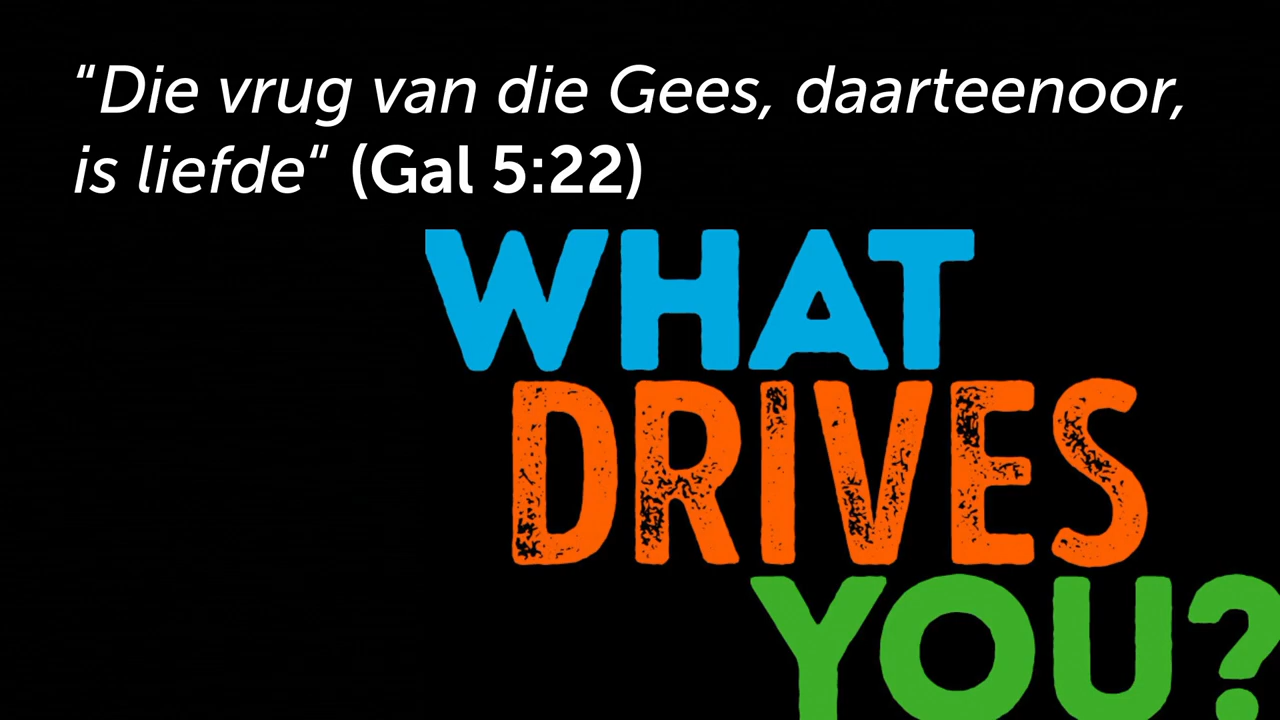 “Die vrug van die Gees, daarteenoor,
is liefde“ (Gal 5:22)
WHAT
DRIVES
YOU?